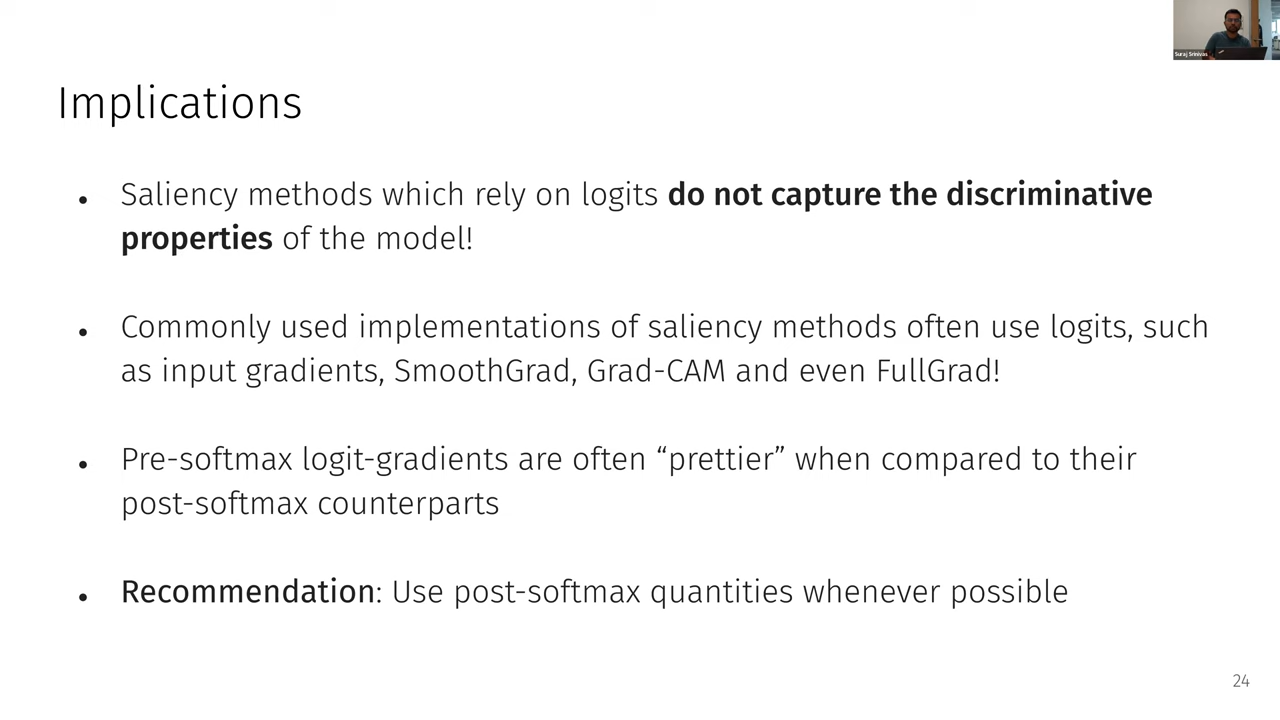 Suraj Srinivas
Implications
• Saliency methods which rely on logits do not capture the discriminative
properties of the model!
• Commonly used implementations of saliency methods often use logits, such
as input gradients, SmoothGrad, Grad-CAM and even FullGrad!
• Pre-softmax logit-gradients are often “prettier” when compared to their
post-softmax counterparts
• Recommendation: Use post-softmax quantities whenever possible
24